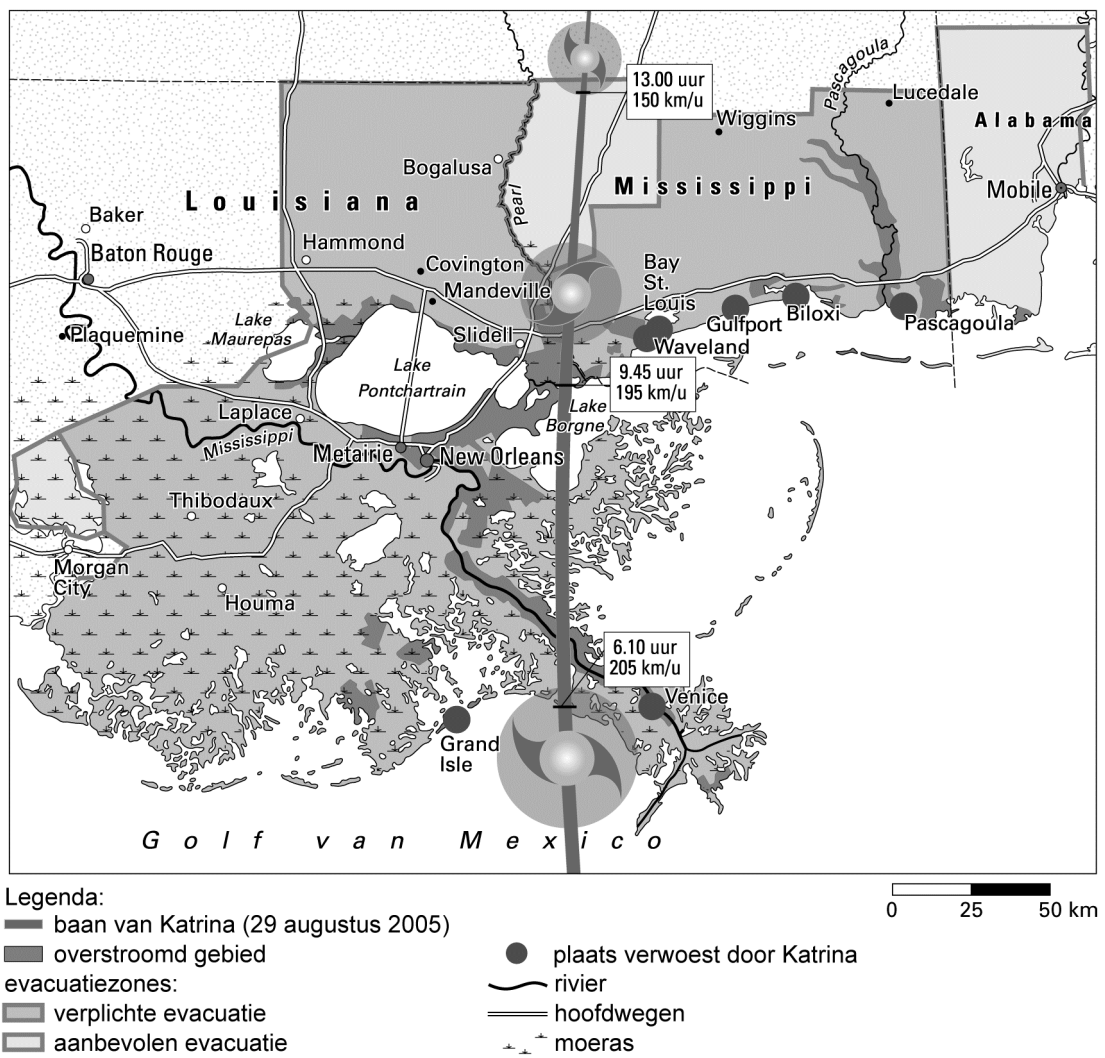 13.00 uur
150 km/u
Pascagoula
Lucedale
Wiggins
Alabama
Bogalusa
Pearl
Mississippi
Mobile
Louisiana
Baker
Baton Rouge
Hammond
Covington
Mandeville
Bay
St.
Louis
Gulfport
Biloxi
Pascagoula
Plaquemine
Lake
Maurepas
Slidell
Waveland
Lake
Pontchartrain
9.45 uur
195 km/u
Lake
Borgne
Laplace
Mississippi
Metairie
New Orleans
Thibodaux
Morgan
City
Houma
6.10 uur
205 km/u
Venice
Grand
Isle
Golf van Mexico
Legenda:
baan van Katrina (29 augustus 2005)
overstroomd gebied
evacuatiezones:
verplichte evacuatie
aanbevolen evacuatie
plaats verwoest door Katrina
rivier
hoofdwegen
moeras
0 25 50 km